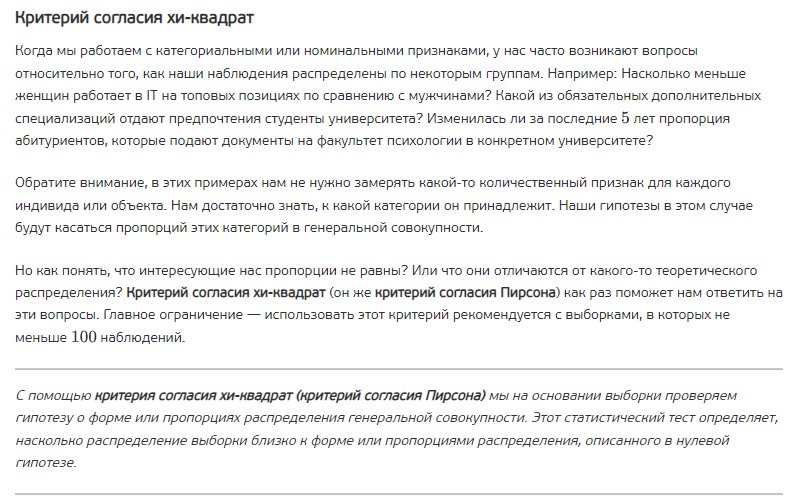 Критерий согласия хи-квадрат
Когда мы работаем с категориальными или номинальными признаками, у нас часто возникают вопросы
относительно того, как наши наблюдения распределены по некоторым группам. Например: Насколько меньше
женщин работает в IT на топовых позициях по сравнению с мужчинами? Какой из обязательных дополнительных
специализаций отдают предпочтения студенты университета? Изменилась ли за последние 5 лет пропорция
абитуриентов, которые подают документы на факультет психологии в конкретном университете?
Обратите внимание, в этих примерах нам не нужно замерять какой-то количественный признак для каждого
индивида или объекта. Нам достаточно знать, к какой категории он принадлежит. Наши гипотезы в этом случае
будут касаться пропорций этих категорий в генеральной совокупности.
Но как понять, что интересующие нас пропорции не равны? Или что они отличаются от какого-то теоретического
распределения? Критерий согласия хи-квадрат (он же критерий согласия Пирсона) как раз поможет нам ответить на
эти вопросы. Главное ограничение — использовать этот критерий рекомендуется с выборками, в которых не
меньше 100 наблюдений.
С помощью критерия согласия хи-квадрат (критерий согласия Пирсона) мы на основании выборки проверяем
гипотезу о форме или пропорциях распределения генеральной совокупности. Этот статистический тест определяет,
насколько распределение выборки близко к форме или пропорциями распределения, описанного в нулевой
гипотезе.